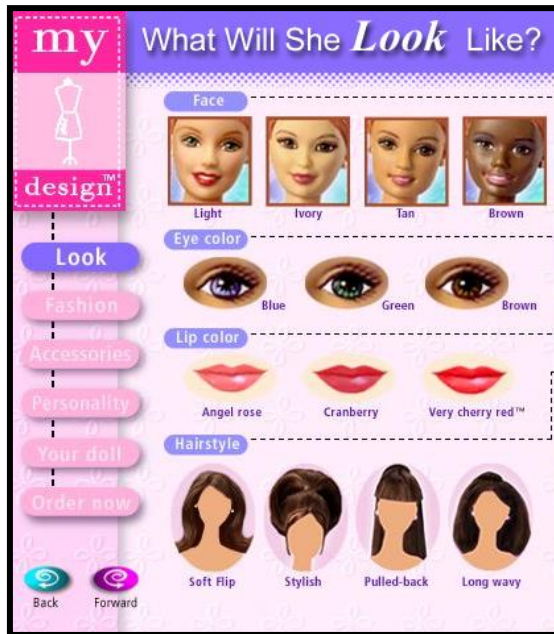 my
design™
What Will She Look Like?
Face
Light Ivory Tan Brown
Eye color
Blue Green Brown
Lip color
Angel rose Cranberry Very cherry red™
Hairstyle
Soft Flip Stylish Pulled-back Long wavy
Look
Fashion
Accessories
Personality
Your doll
Order now
Back Forward